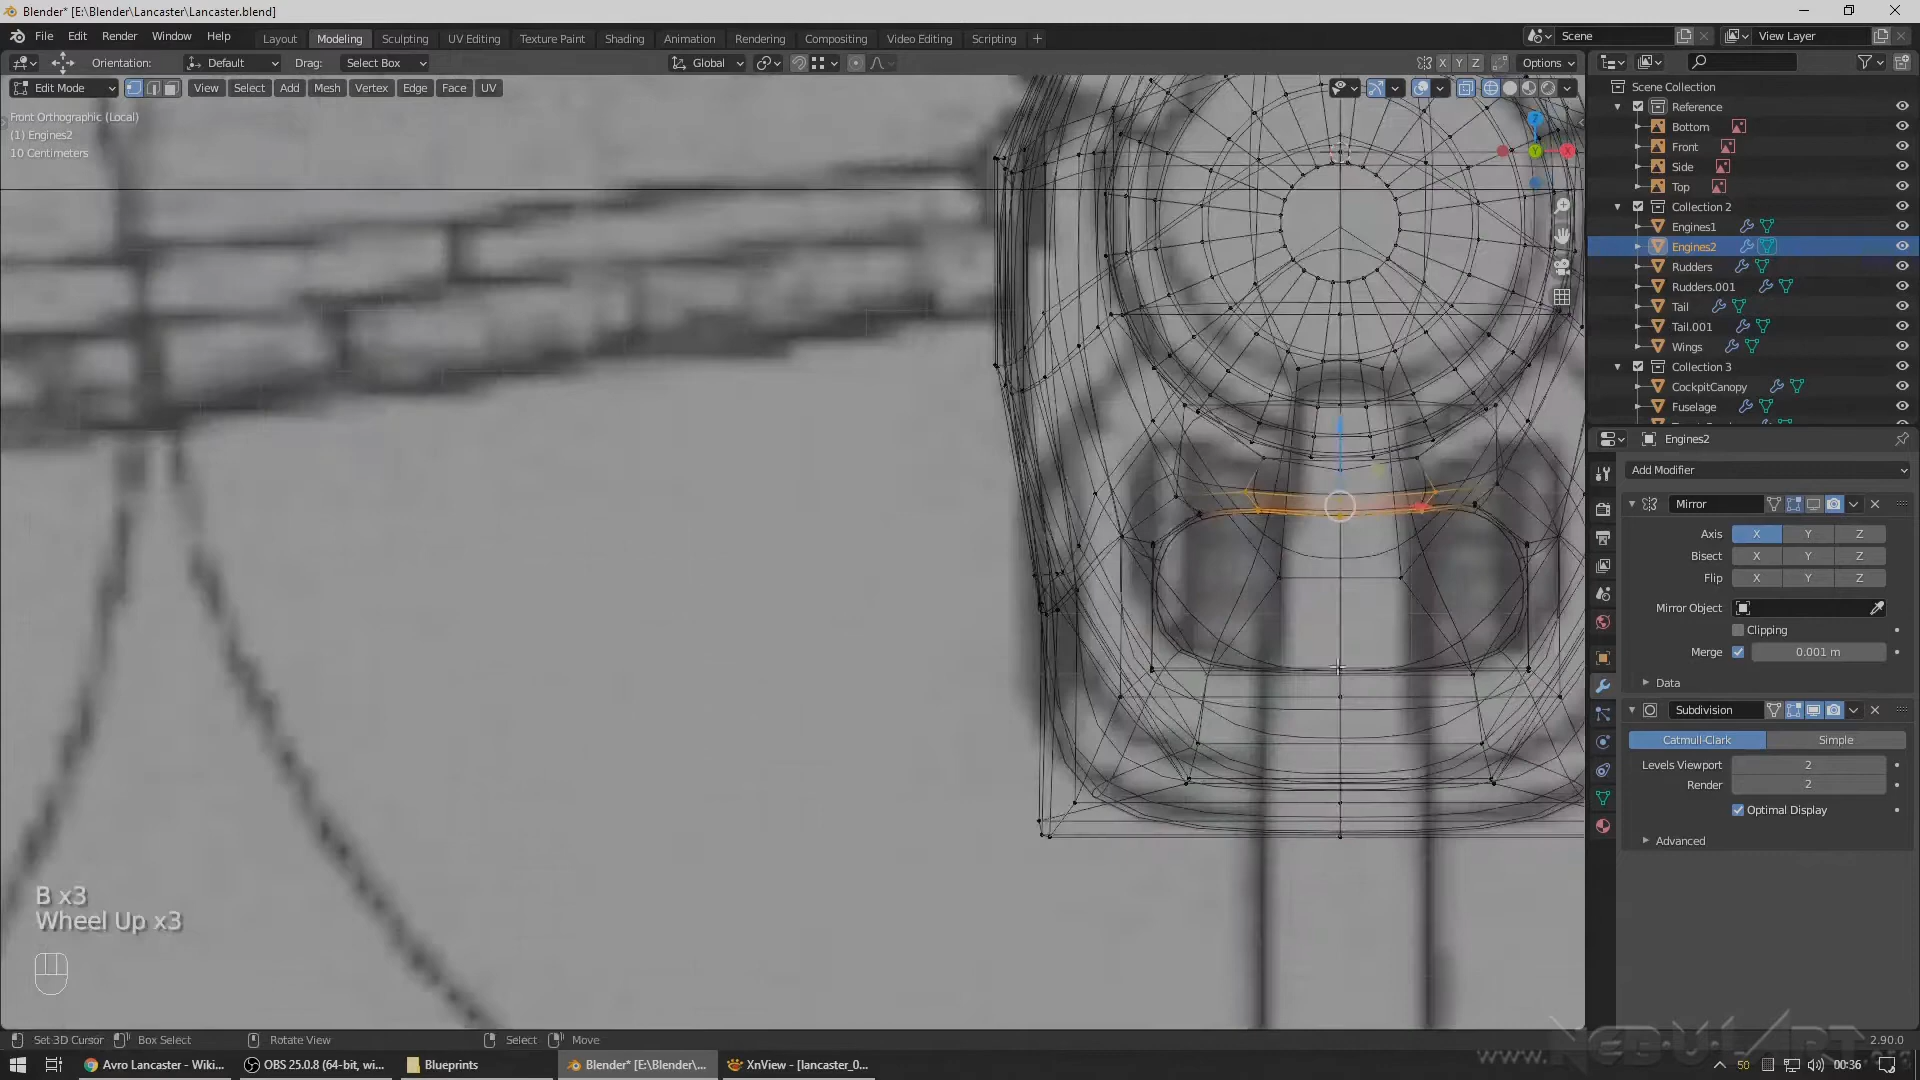 Blender* [E:\Blender\Lancaster\Lancaster.blend]
File Edit Render Window Help
Layout Modeling Sculpting UV Editing Texture Paint Shading Animation Rendering Compositing Video Editing Scripting +
Scene
View Layer
Orientation: Default Drag: Select Box
Global
X Y Z Options
Edit Mode View Select Add Mesh Vertex Edge Face UV
Front Orthographic (Local)
(1) Engines2
10 Centimeters
Z
Y
X
Scene Collection
Reference
Bottom
Front
Side
Top
Collection 2
Engines1
Engines2
Rudders
Rudders.001
Tail
Tail.001
Wings
Collection 3
CockpitCanopy
Fuselage
Engines2
Add Modifier
Mirror
Axis X Y Z
Bisect X Y Z
Flip X Y Z
Mirror Object
Clipping
Merge 0.001 m
Data
Subdivision
Catmull-Clark Simple
Levels Viewport 2
Render 2
Optimal Display
Advanced
B x3
Wheel Up x3
Set 3D Cursor Box Select Rotate View Select Move
2.90.0
Avro Lancaster - Wiki...
OBS 25.0.8 (64-bit, wi...
Blueprints
Blender* [E:\Blender\...
XnView - [lancaster_0...
50
00:36